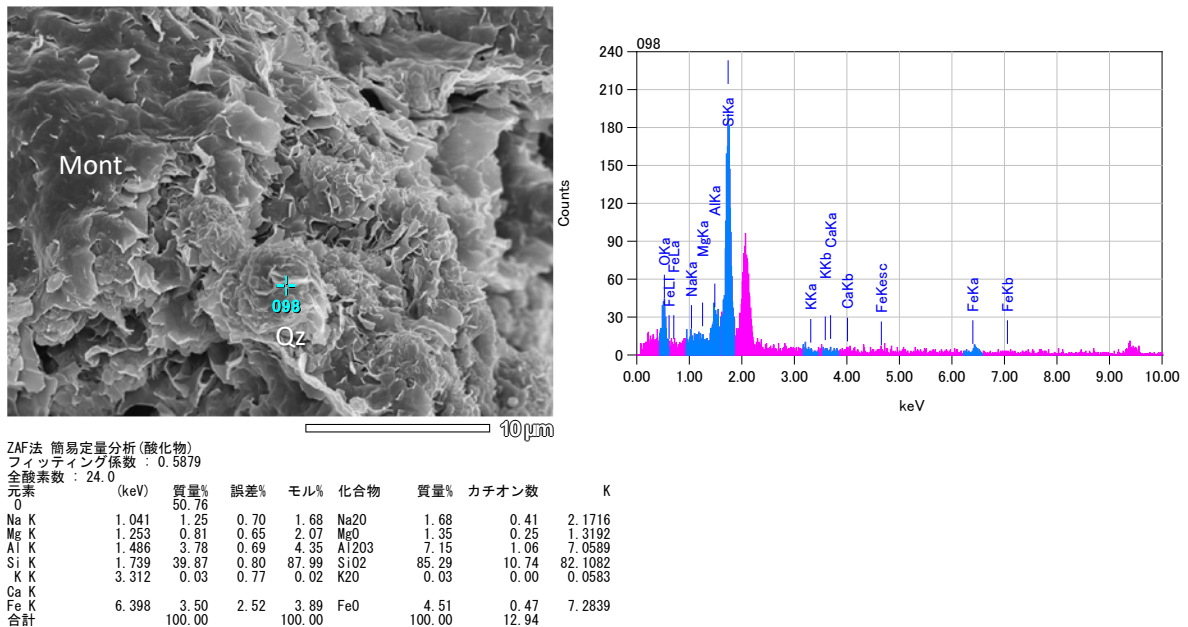 Mont
098
Qz
10 μm
098
Counts
240
210
180
150
120
90
60
30
0
OKa
FeLl
FeLa
NaKa
MgKa
AlKa
SiKa
KKa
KKb
CaKa
CaKb
FeKesc
FeKa
FeKb
0.00 1.00 2.00 3.00 4.00 5.00 6.00 7.00 8.00 9.00 10.00
keV
ZAF法 簡易定量分析(酸化物)
フィッティング係数 : 0.5879
全酸素数 : 24.0
元素 (keV) 質量% 誤差% モル% 化合物 質量% カチオン数 K
O 50.76
Na K 1.041 1.25 0.70 1.68 Na2O 1.68 0.41 2.1716
Mg K 1.253 0.81 0.65 2.07 MgO 1.35 0.25 1.3192
Al K 1.486 3.78 0.69 4.35 Al2O3 7.15 1.06 7.0589
Si K 1.739 39.87 0.80 87.99 SiO2 85.29 10.74 82.1082
K K 3.312 0.03 0.77 0.02 K2O 0.03 0.00 0.0583
Ca K
Fe K 6.398 3.50 2.52 3.89 FeO 4.51 0.47 7.2839
合計 100.00 100.00 100.00 12.94